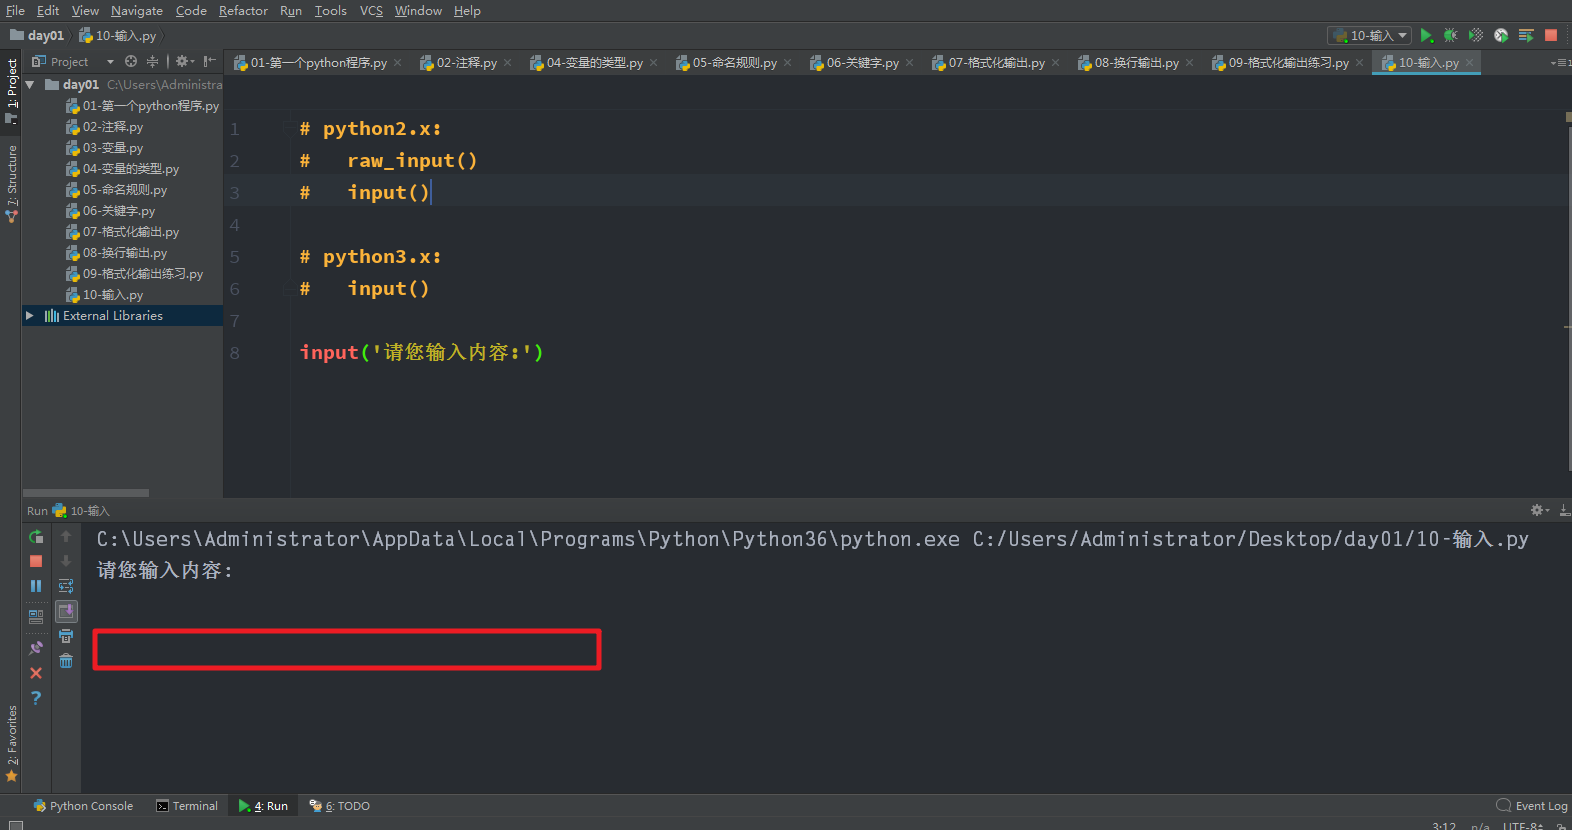 File Edit View Navigate Code Refactor Run Tools VCS Window Help
day01 10-输入.py 10-输入
1: Project
7: Structure
2: Favorites
Project
day01 C:\Users\Administra
01-第一个python程序.py
02-注释.py
03-变量.py
04-变量的类型.py
05-命名规则.py
06-关键字.py
07-格式化输出.py
08-换行输出.py
09-格式化输出练习.py
10-输入.py
External Libraries
01-第一个python程序.py 02-注释.py 04-变量的类型.py 05-命名规则.py 06-关键字.py 07-格式化输出.py 08-换行输出.py 09-格式化输出练习.py 10-输入.py
1 # python2.x:
2 #   raw_input()
3 #   input()
4
5 # python3.x:
6 #   input()
7
8 input('请您输入内容:')
Run 10-输入
C:\Users\Administrator\AppData\Local\Programs\Python\Python36\python.exe C:/Users/Administrator/Desktop/day01/10-输入.py
请您输入内容:
Python Console Terminal 4: Run 6: TODO Event Log
3:12 n/a UTF-8